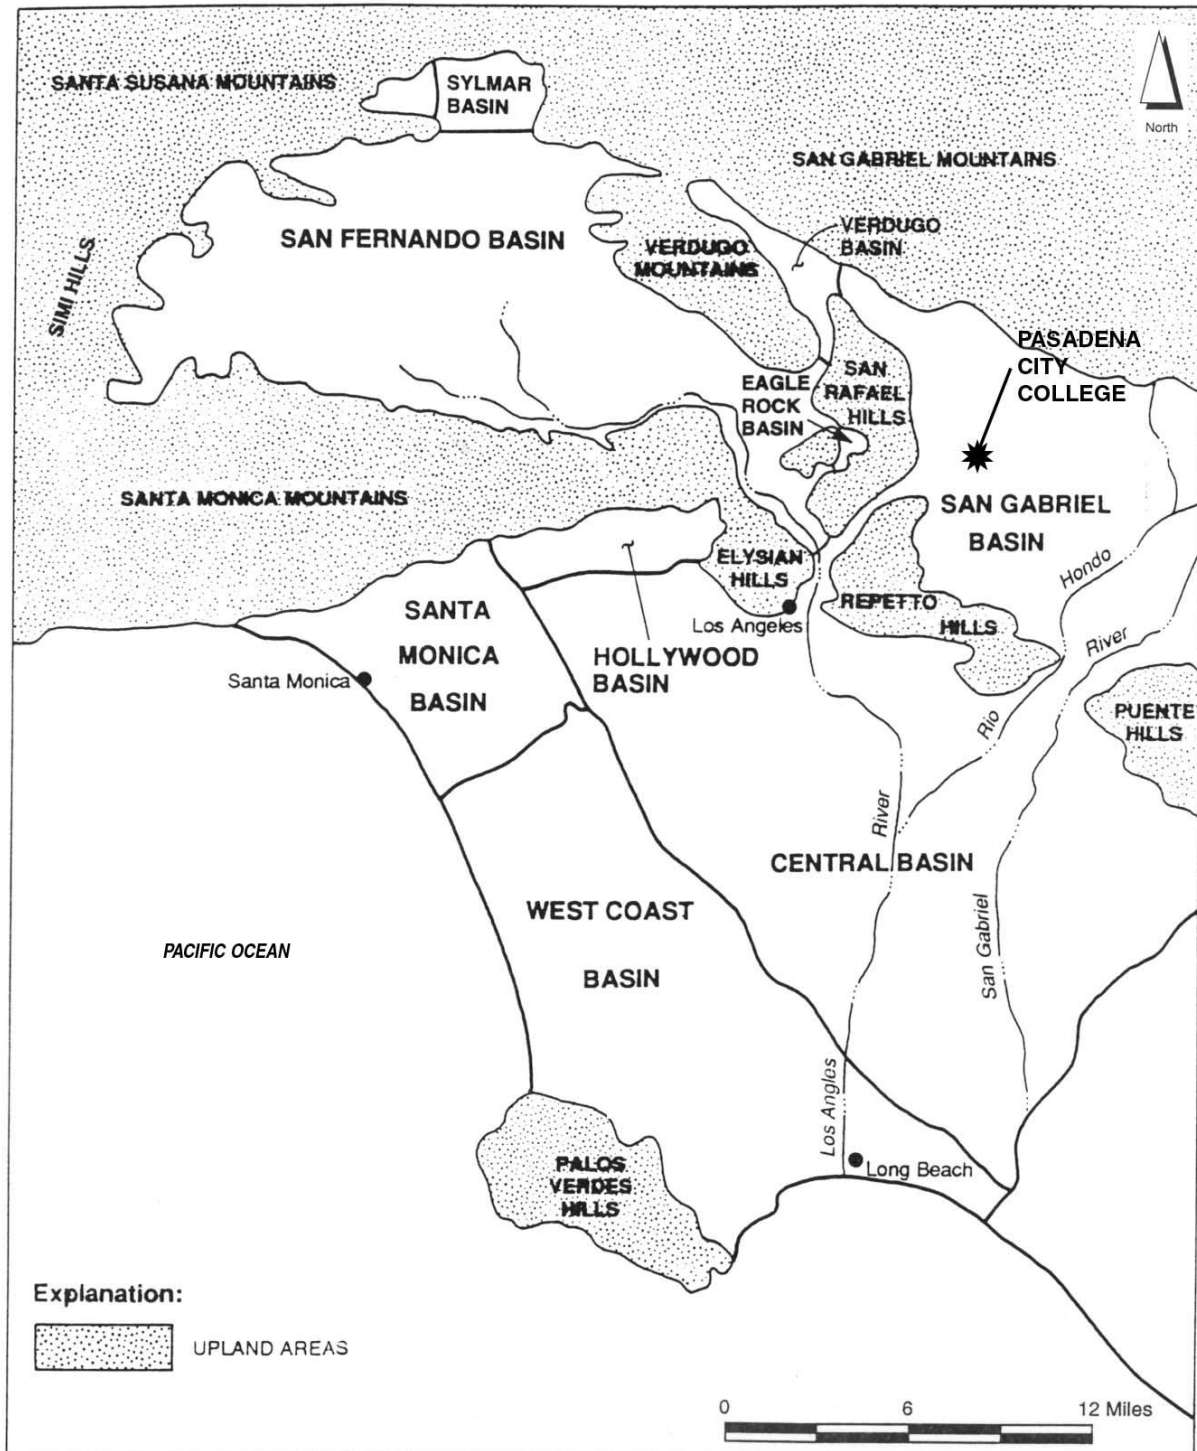 SANTA SUSANA MOUNTAINS
SYLMAR
BASIN
North
SAN GABRIEL MOUNTAINS
SAN FERNANDO BASIN
VERDUGO
BASIN
VERDUGO
MOUNTAINS
SIMI HILLS
PASADENA
CITY
COLLEGE
SAN
RAFAEL
HILLS
EAGLE
ROCK
BASIN
SANTA MONICA MOUNTAINS
SAN GABRIEL
BASIN
ELYSIAN
HILLS
Hondo
REPETTO
HILLS
Los Angeles
SANTA
MONICA
BASIN
HOLLYWOOD
BASIN
River
Santa Monica
Rio
PUENTE
HILLS
River
CENTRAL BASIN
WEST COAST
BASIN
PACIFIC OCEAN
San Gabriel
Los Angles
Long Beach
PALOS
VERDES
HILLS
Explanation:
UPLAND AREAS
0 6 12 Miles